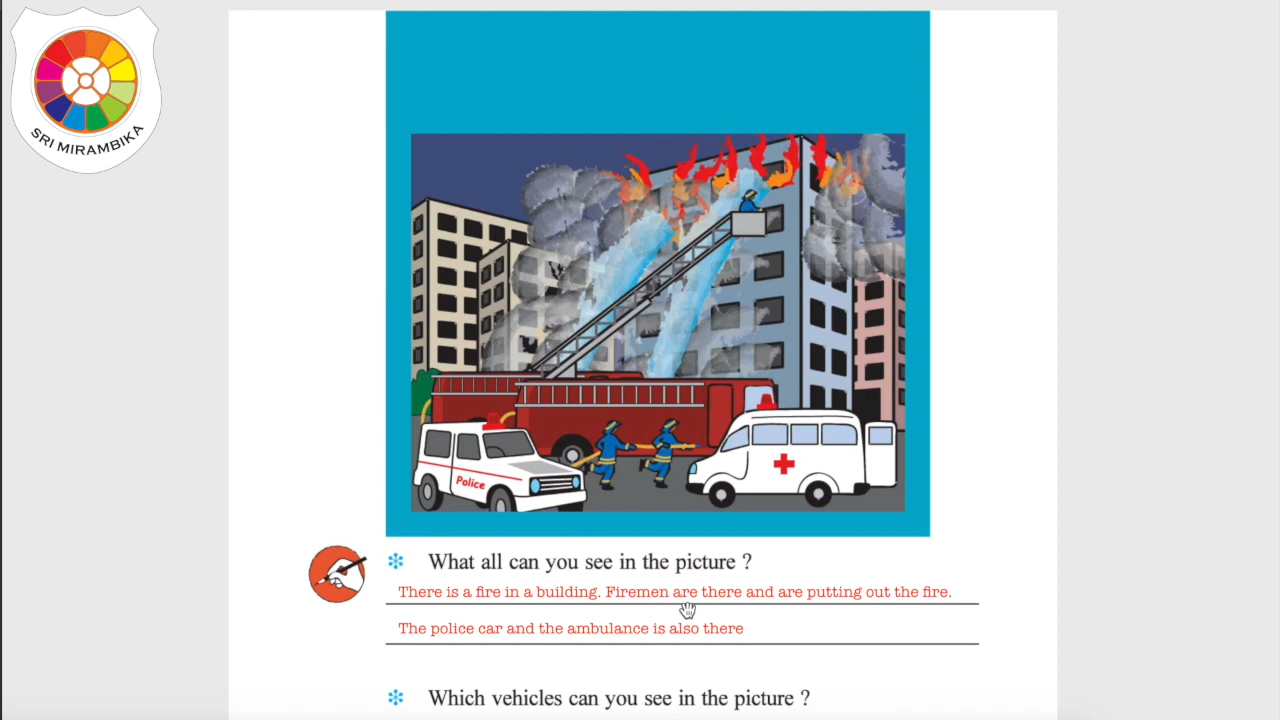 SRI MIRAMBIKA
Police
What all can you see in the picture ?
There is a fire in a building. Firemen are there and are putting out the fire.
The police car and the ambulance is also there
Which vehicles can you see in the picture ?